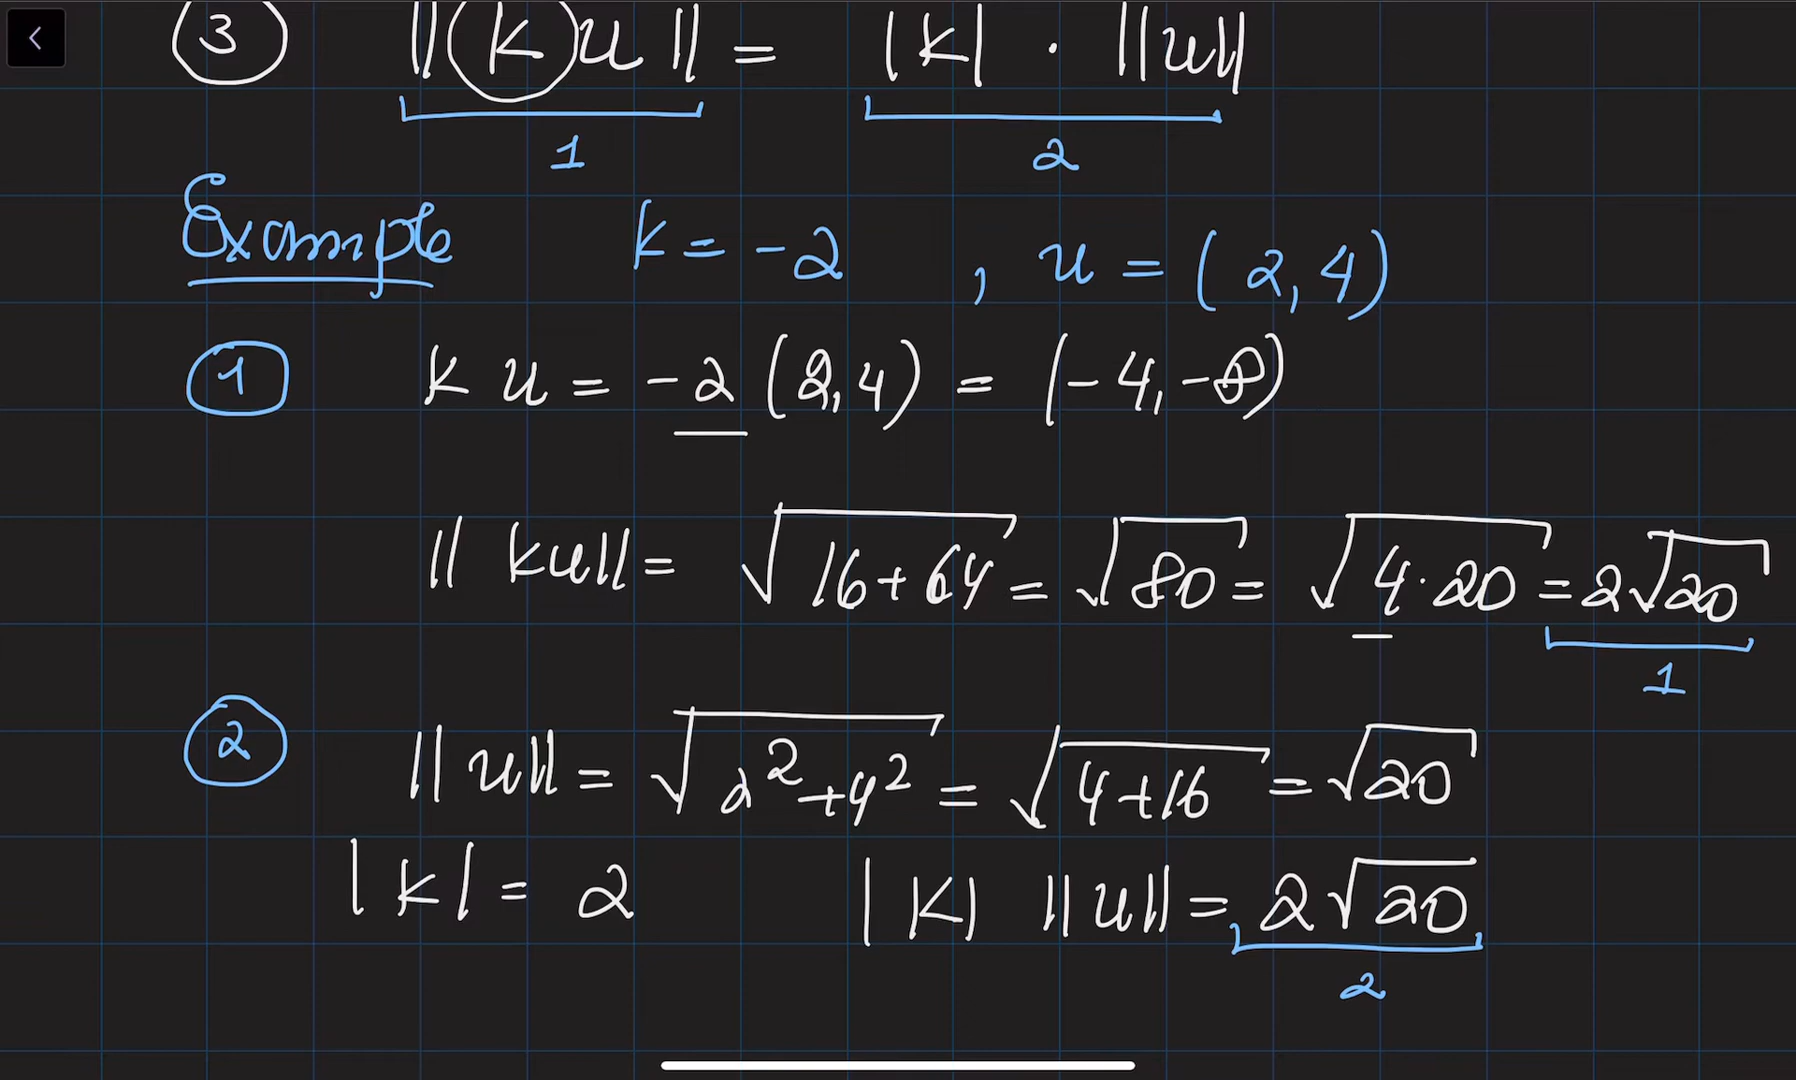 ③ ||(k)u|| = |k| · ||u||
1 2
Example k = -2 , u = (2,4)
① k u = -2 (2,4) = (-4,-8)
|| ku|| = √16+64 = √80 = √4·20 = 2√20
1
② ||u|| = √2²+4² = √4+16 = √20
|k| = 2 |K| ||u|| = 2√20
2